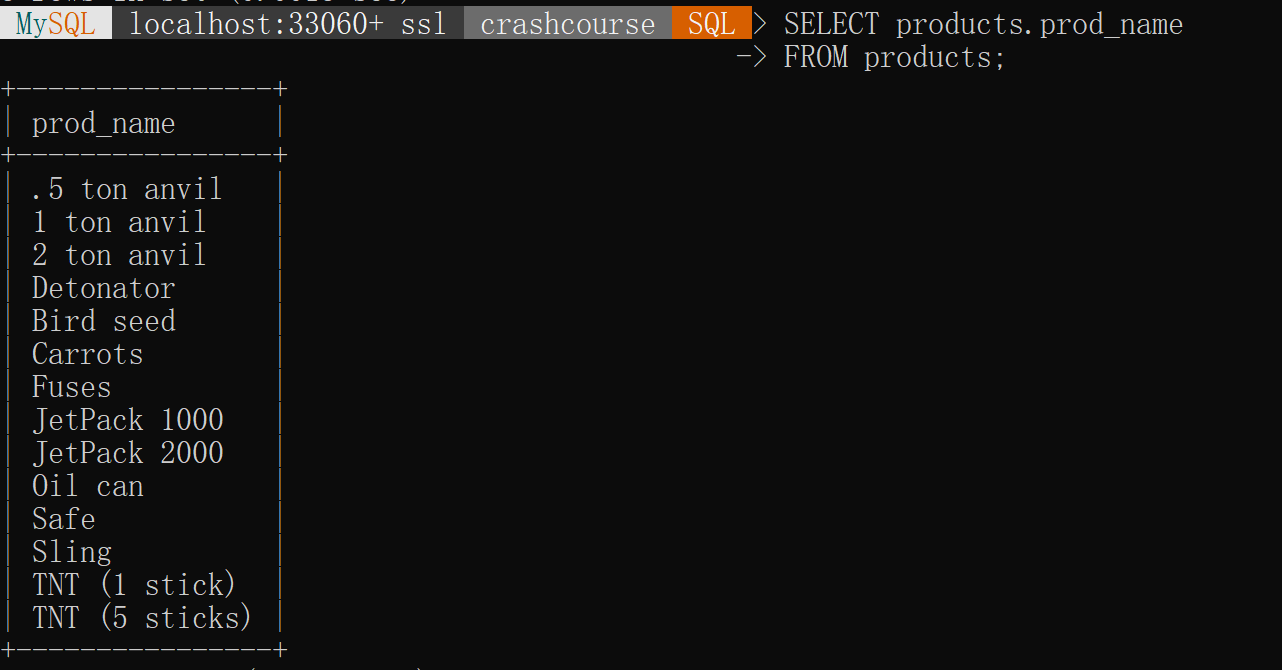 MySQL localhost:33060+ ssl crashcourse SQL > SELECT products.prod_name
-> FROM products;
+----------------+
| prod_name      |
+----------------+
| .5 ton anvil   |
| 1 ton anvil    |
| 2 ton anvil    |
| Detonator      |
| Bird seed      |
| Carrots        |
| Fuses          |
| JetPack 1000   |
| JetPack 2000   |
| Oil can        |
| Safe           |
| Sling          |
| TNT (1 stick)  |
| TNT (5 sticks) |
+----------------+